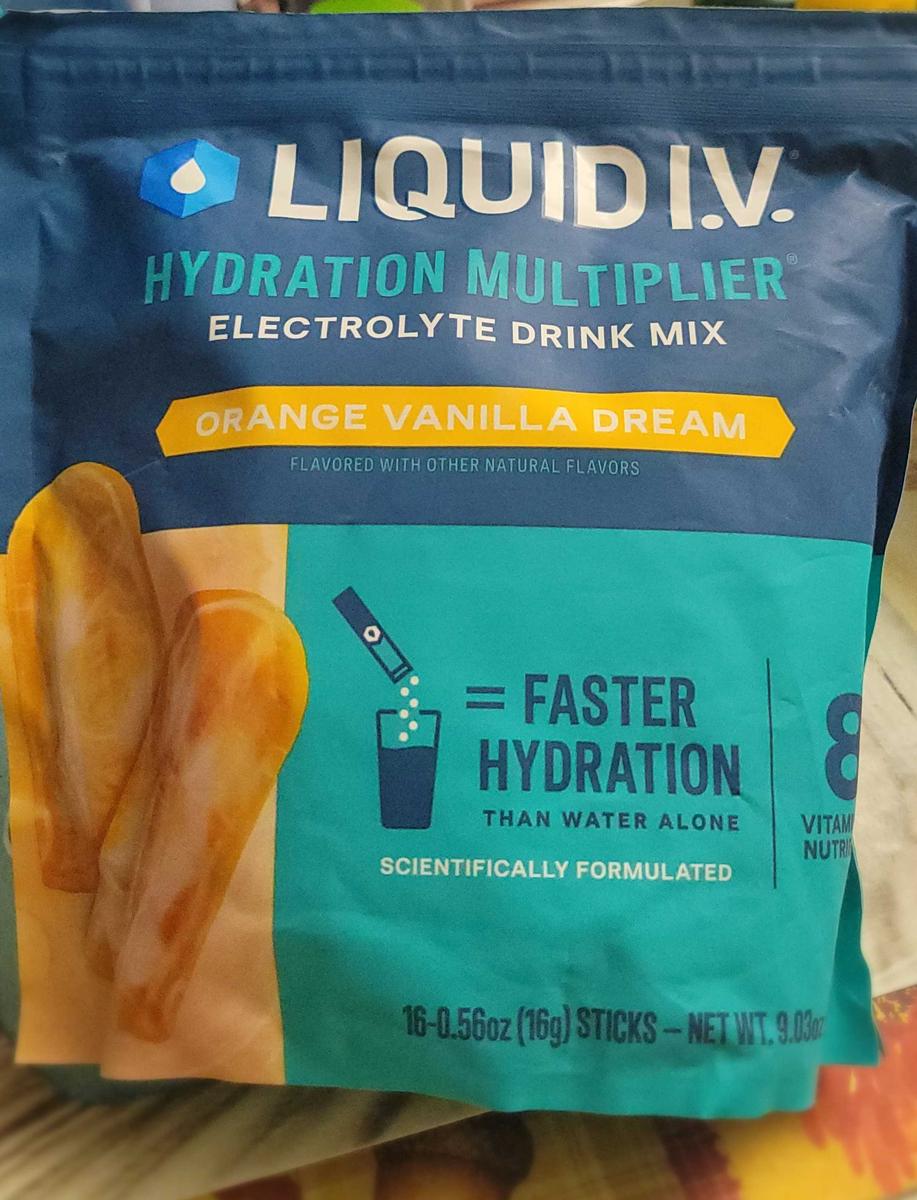 LIQUID I.V.®
HYDRATION MULTIPLIER®
ELECTROLYTE DRINK MIX
ORANGE VANILLA DREAM
FLAVORED WITH OTHER NATURAL FLAVORS
= FASTER
HYDRATION
THAN WATER ALONE
SCIENTIFICALLY FORMULATED
8
16-0.56oz (16g) STICKS – NET WT. 9.03oz